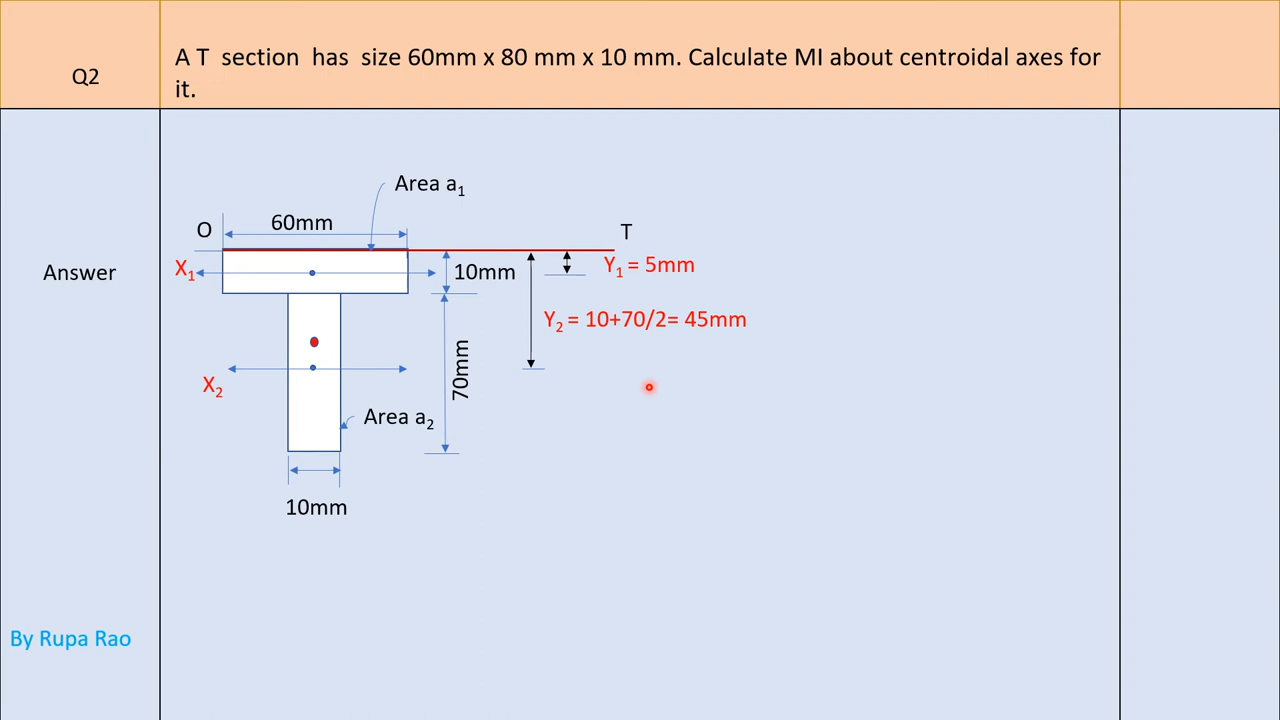 Q2
A T section has size 60mm x 80 mm x 10 mm. Calculate MI about centroidal axes for
it.
Answer
Area a₁
O
60mm
T
X₁
10mm
Y₁ = 5mm
Y₂ = 10+70/2= 45mm
70mm
X₂
Area a₂
10mm
By Rupa Rao